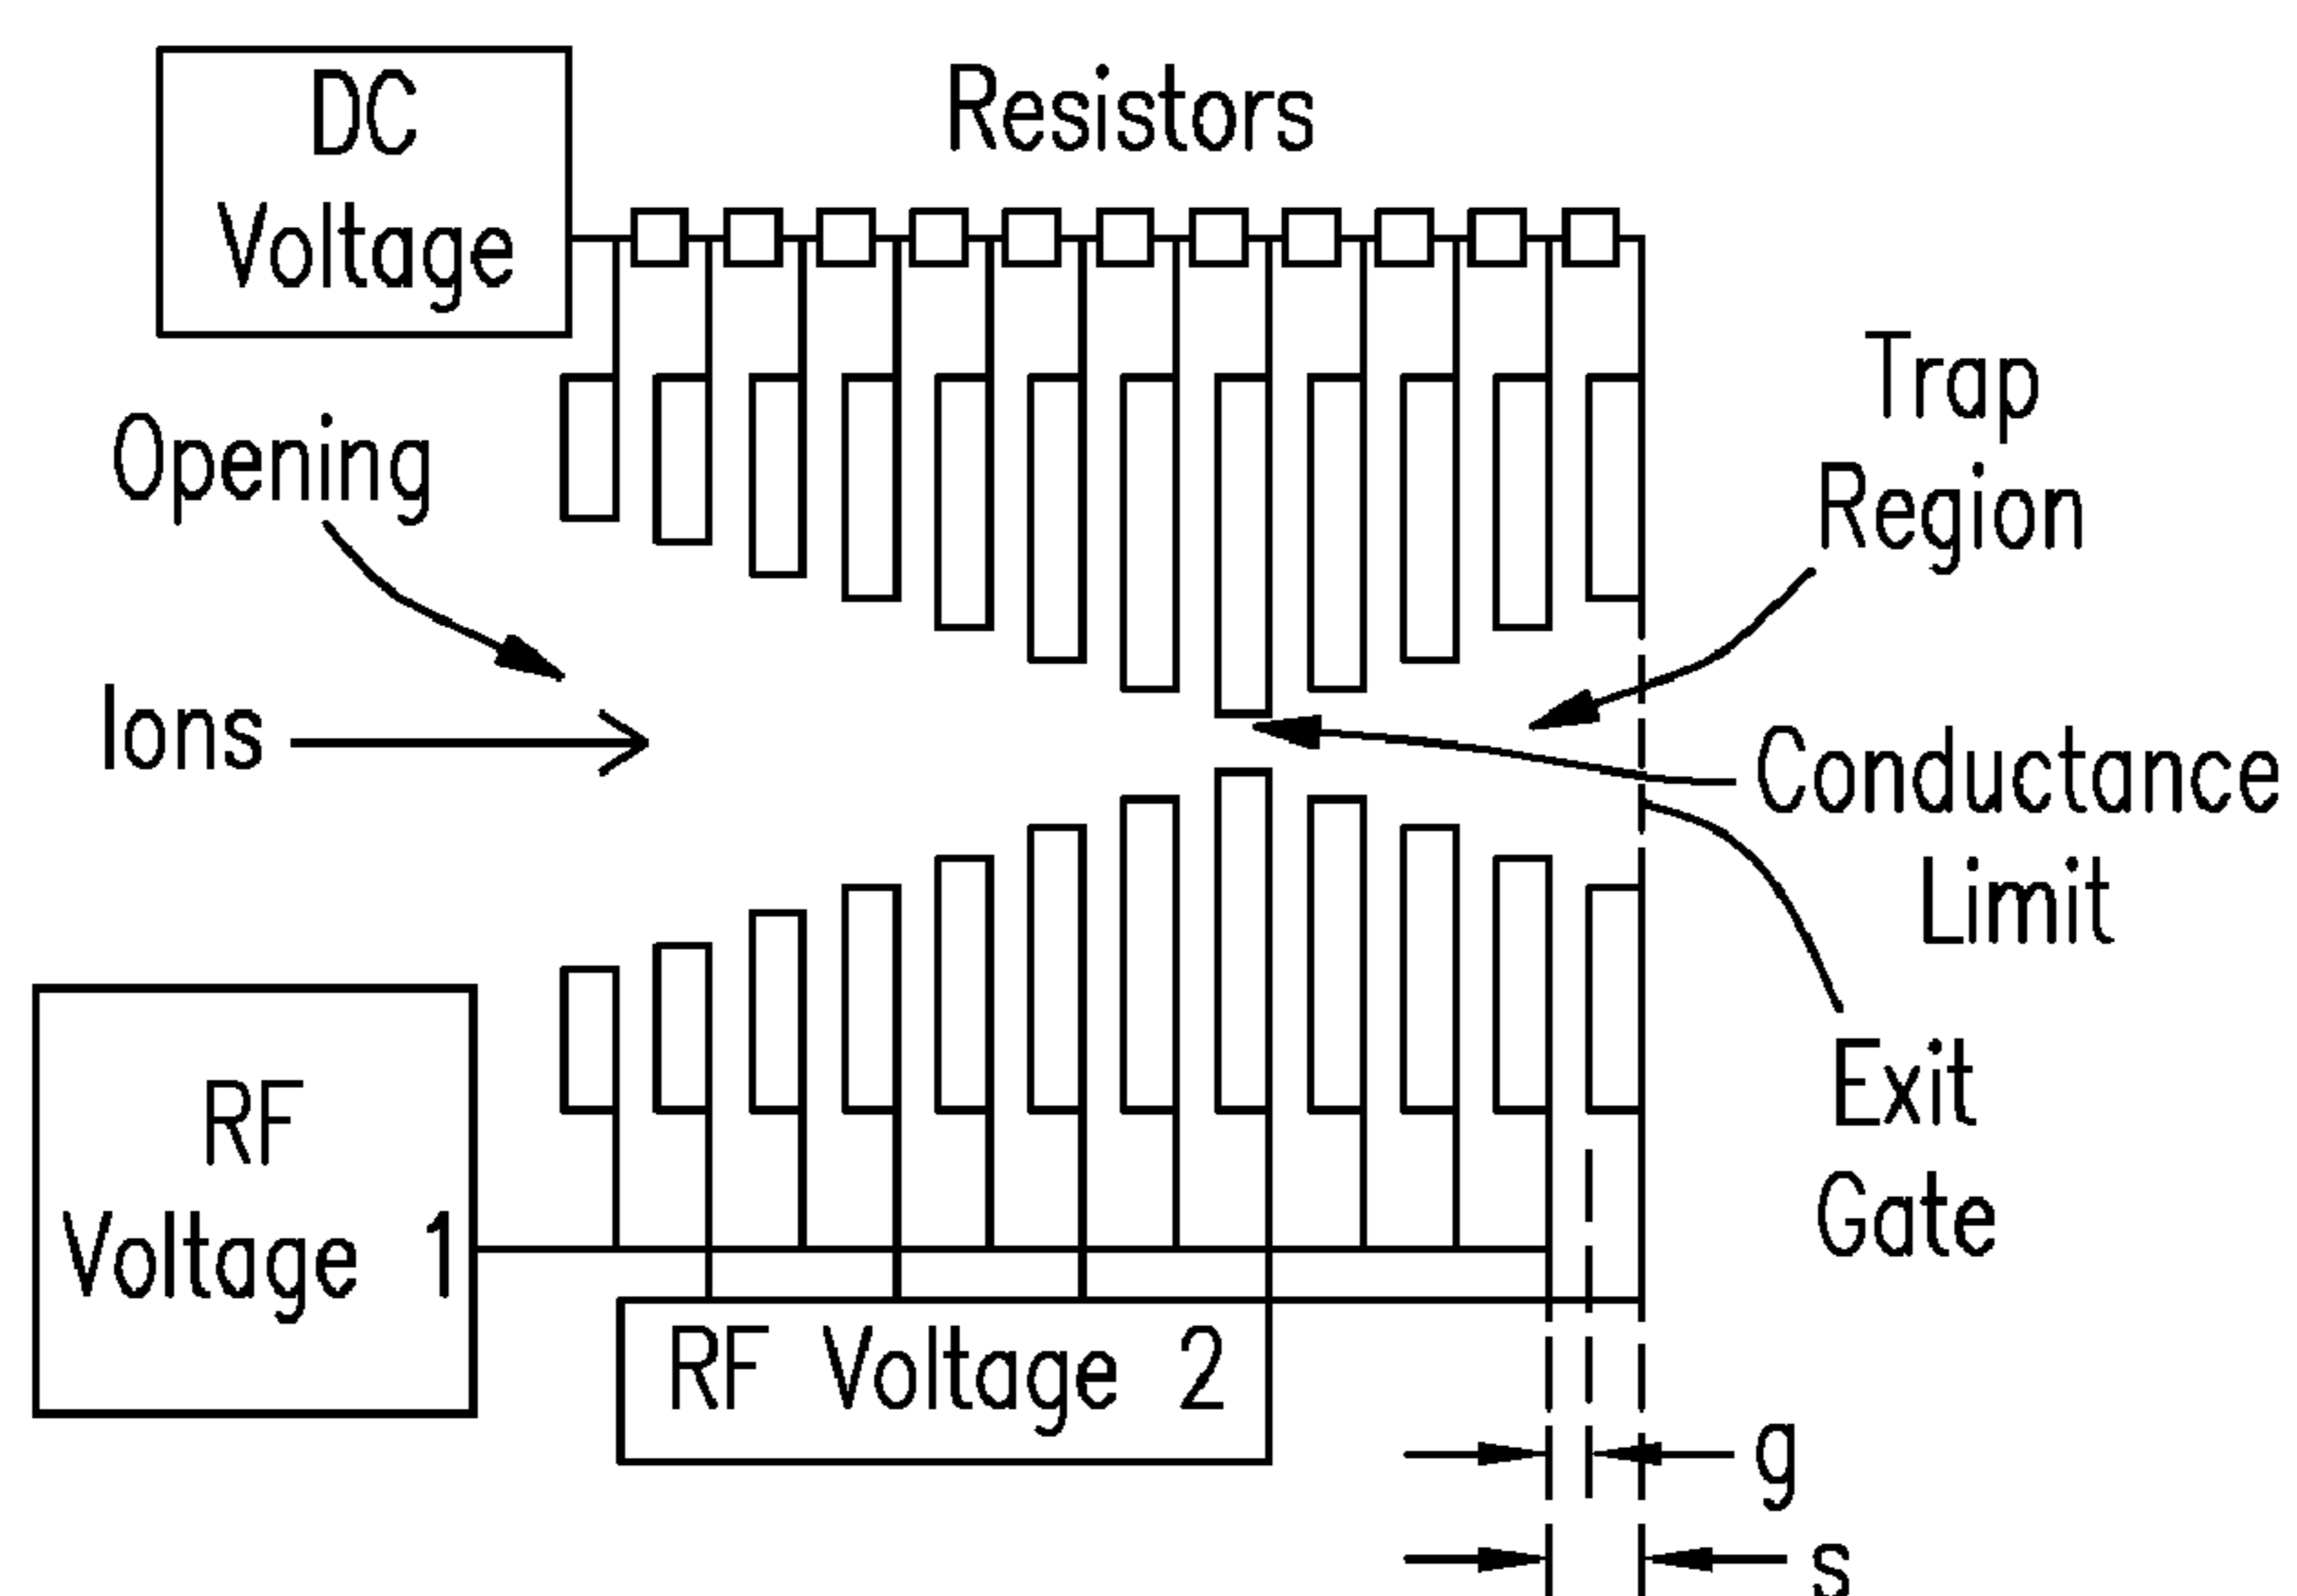 DC
Voltage
Resistors
Opening
Trap
Region
Ions
Conductance
Limit
Exit
Gate
RF
Voltage 1
RF Voltage 2
g
s